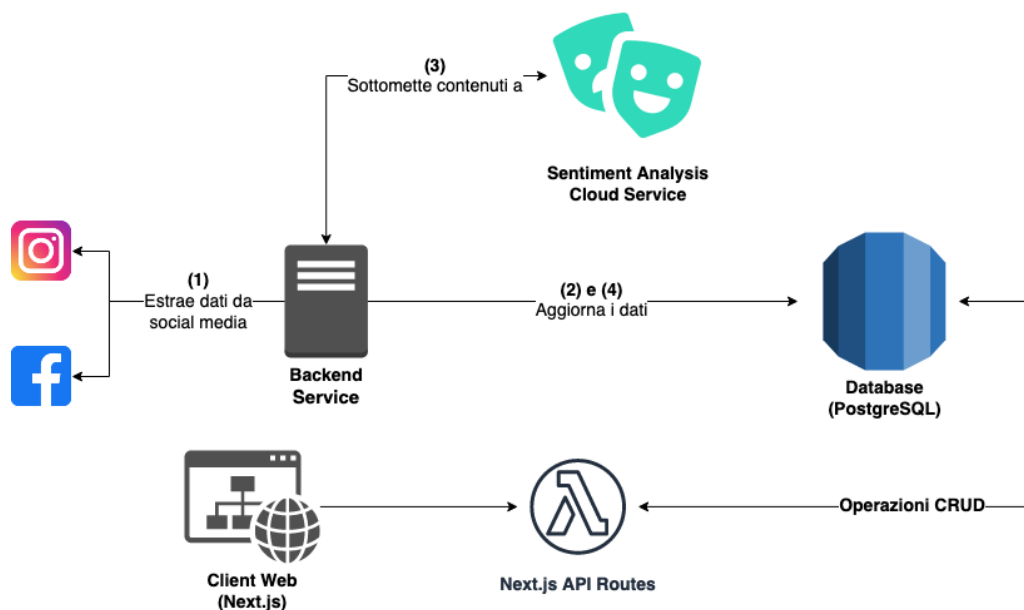 (3)
Sottomette contenuti a
Sentiment Analysis
Cloud Service
(1)
Estrae dati da
social media
(2) e (4)
Aggiorna i dati
Backend
Service
Database
(PostgreSQL)
Operazioni CRUD
Client Web
(Next.js)
Next.js API Routes